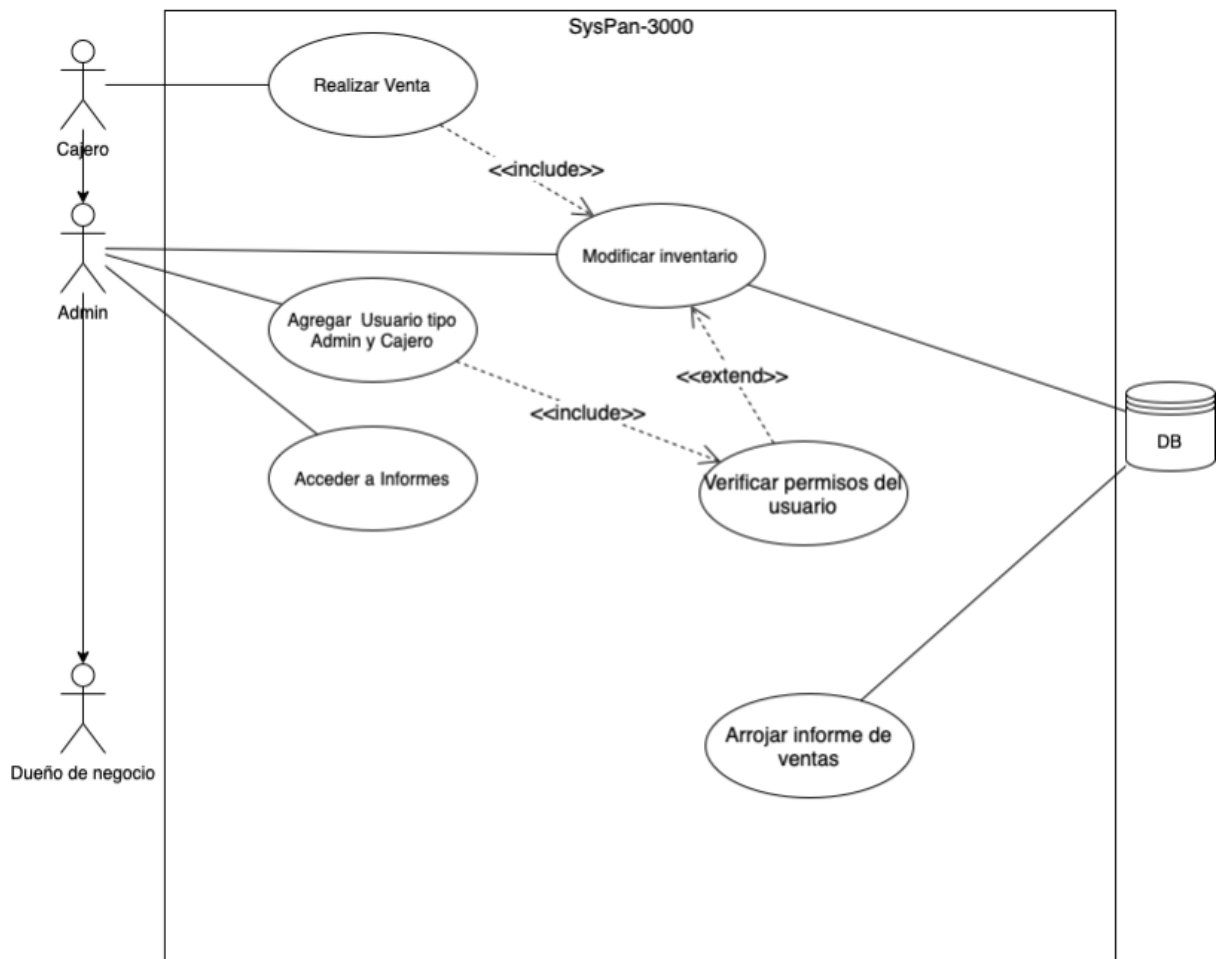 SysPan-3000
Realizar Venta
Cajero
<<include>>
Modificar inventario
Admin
Agregar Usuario tipo
Admin y Cajero
<<extend>>
<<include>>
DB
Acceder a Informes
Verificar permisos del
usuario
Arrojar informe de
ventas
Dueño de negocio